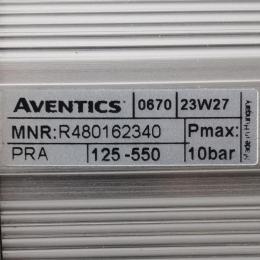 AVENTICS 0670 23W27
MNR:R480162340 Pmax:
PRA 125-550 10bar
Made in Hungary